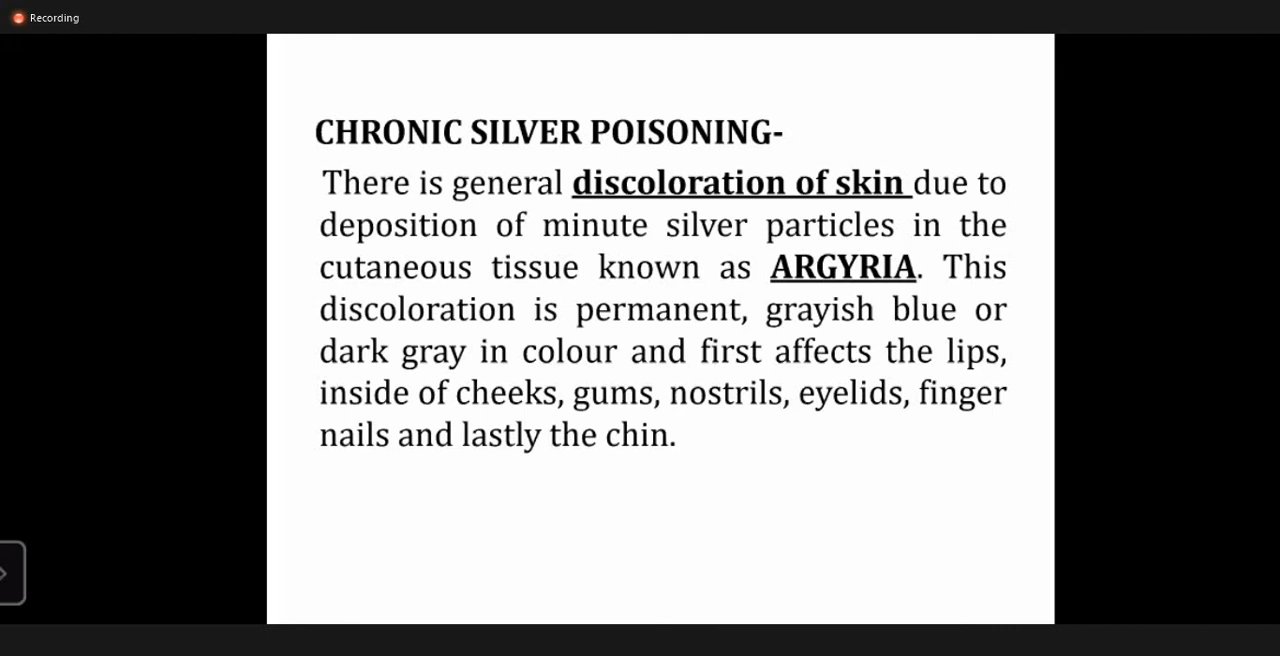 Recording
CHRONIC SILVER POISONING-
There is general discoloration of skin due to
deposition of minute silver particles in the
cutaneous tissue known as ARGYRIA. This
discoloration is permanent, grayish blue or
dark gray in colour and first affects the lips,
inside of cheeks, gums, nostrils, eyelids, finger
nails and lastly the chin.